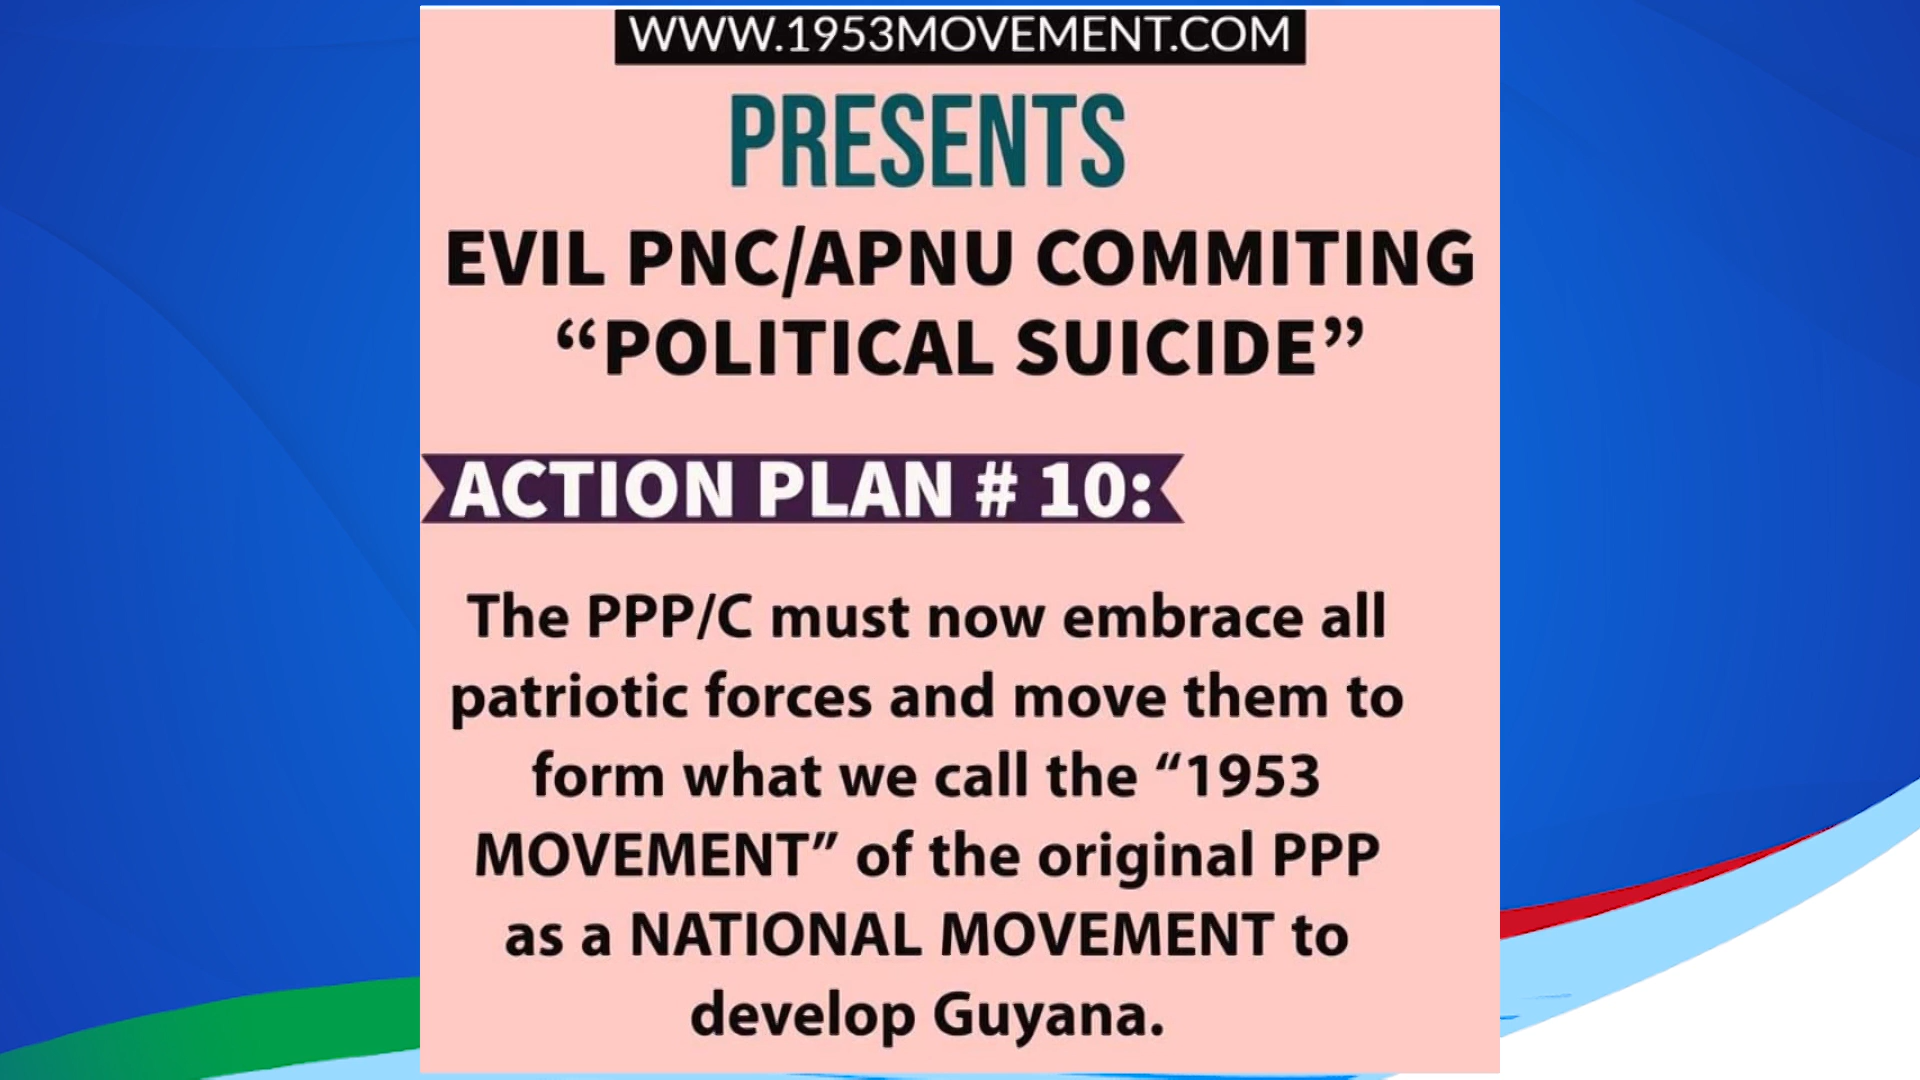 WWW.1953MOVEMENT.COM
PRESENTS
EVIL PNC/APNU COMMITING
“POLITICAL SUICIDE”
ACTION PLAN # 10:
The PPP/C must now embrace all
patriotic forces and move them to
form what we call the “1953
MOVEMENT” of the original PPP
as a NATIONAL MOVEMENT to
develop Guyana.